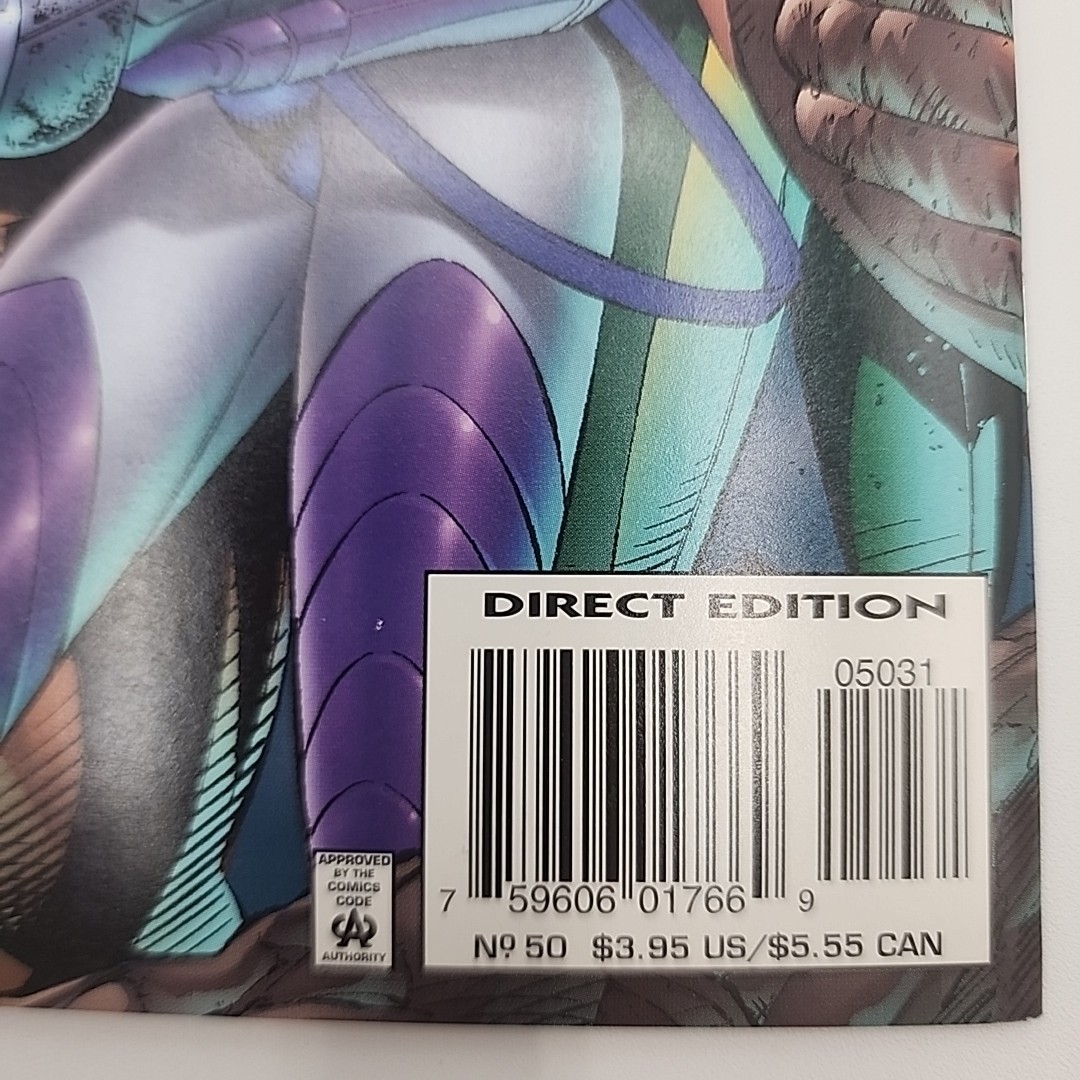 DIRECT EDITION
05031
7 59606 01766 9
Nº 50 $3.95 US/$5.55 CAN
APPROVED
BY THE
COMICS
CODE
CA
AUTHORITY